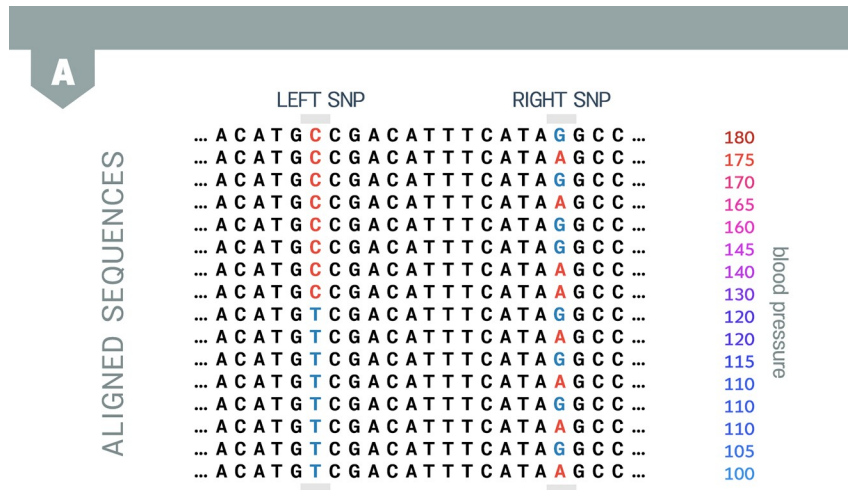 A
LEFT SNP RIGHT SNP
... A C A T G C C G A C A T T T C A T A G G C C ... 180
... A C A T G C C G A C A T T T C A T A A G C C ... 175
... A C A T G C C G A C A T T T C A T A G G C C ... 170
... A C A T G C C G A C A T T T C A T A A G C C ... 165
... A C A T G C C G A C A T T T C A T A G G C C ... 160
... A C A T G C C G A C A T T T C A T A G G C C ... 145
... A C A T G C C G A C A T T T C A T A A G C C ... 140
... A C A T G C C G A C A T T T C A T A A G C C ... 130
... A C A T G T C G A C A T T T C A T A G G C C ... 120
... A C A T G T C G A C A T T T C A T A A G C C ... 120
... A C A T G T C G A C A T T T C A T A G G C C ... 115
... A C A T G T C G A C A T T T C A T A A G C C ... 110
... A C A T G T C G A C A T T T C A T A G G C C ... 110
... A C A T G T C G A C A T T T C A T A A G C C ... 110
... A C A T G T C G A C A T T T C A T A G G C C ... 105
... A C A T G T C G A C A T T T C A T A A G C C ... 100
ALIGNED SEQUENCES
blood pressure